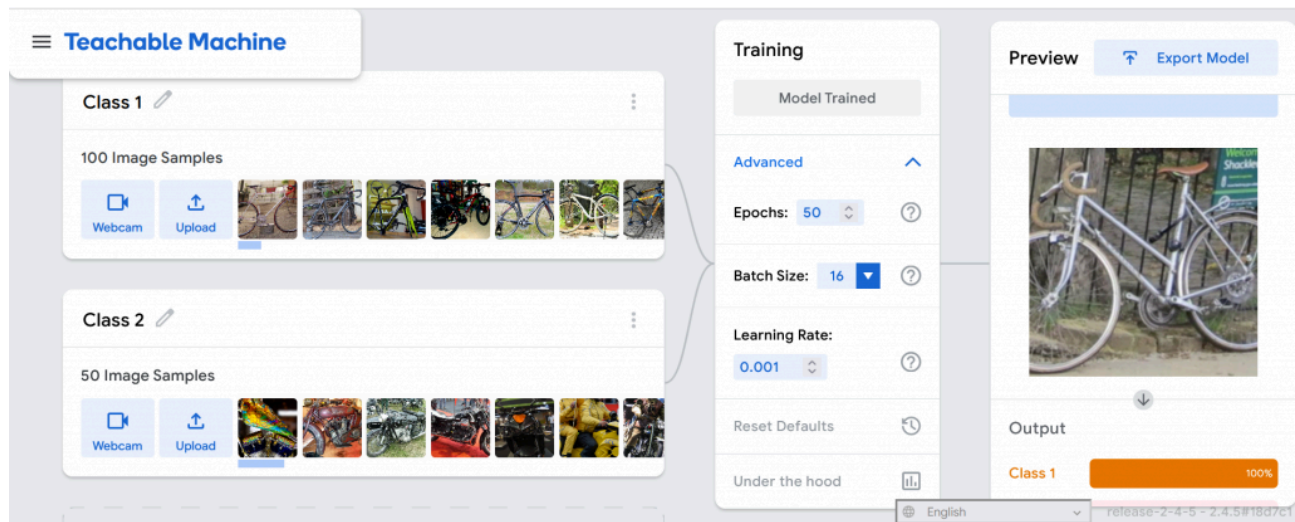 Teachable Machine
Class 1
100 Image Samples
Webcam
Upload
Class 2
50 Image Samples
Webcam
Upload
Training
Model Trained
Advanced
Epochs: 50
Batch Size: 16
Learning Rate:
0.001
Reset Defaults
Under the hood
English
Preview
Export Model
Welcome
Output
Class 1
100%
release-2-4-5 - 2.4.5#18d7c1